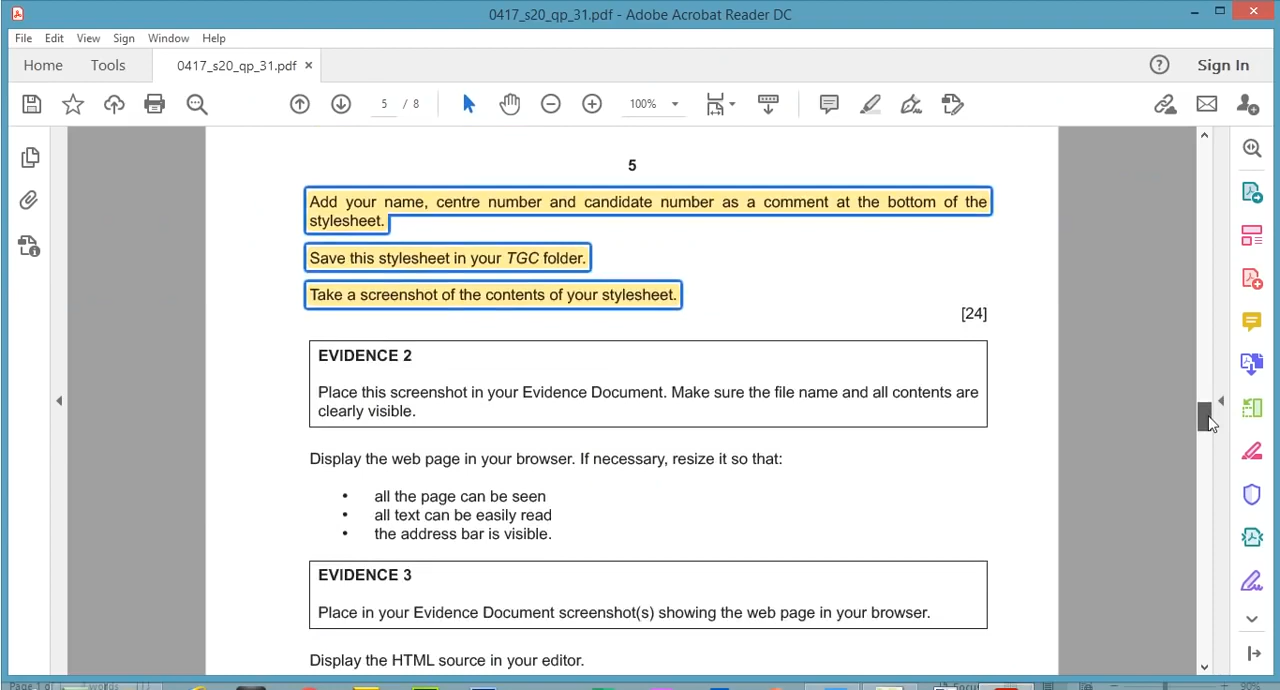 0417_s20_qp_31.pdf - Adobe Acrobat Reader DC
File Edit View Sign Window Help
Home Tools 0417_s20_qp_31.pdf × Sign In
5 / 8 100%
5
Add your name, centre number and candidate number as a comment at the bottom of the
stylesheet.
Save this stylesheet in your TGC folder.
Take a screenshot of the contents of your stylesheet.
[24]
EVIDENCE 2
Place this screenshot in your Evidence Document. Make sure the file name and all contents are
clearly visible.
Display the web page in your browser. If necessary, resize it so that:
• all the page can be seen
• all text can be easily read
• the address bar is visible.
EVIDENCE 3
Place in your Evidence Document screenshot(s) showing the web page in your browser.
Display the HTML source in your editor.